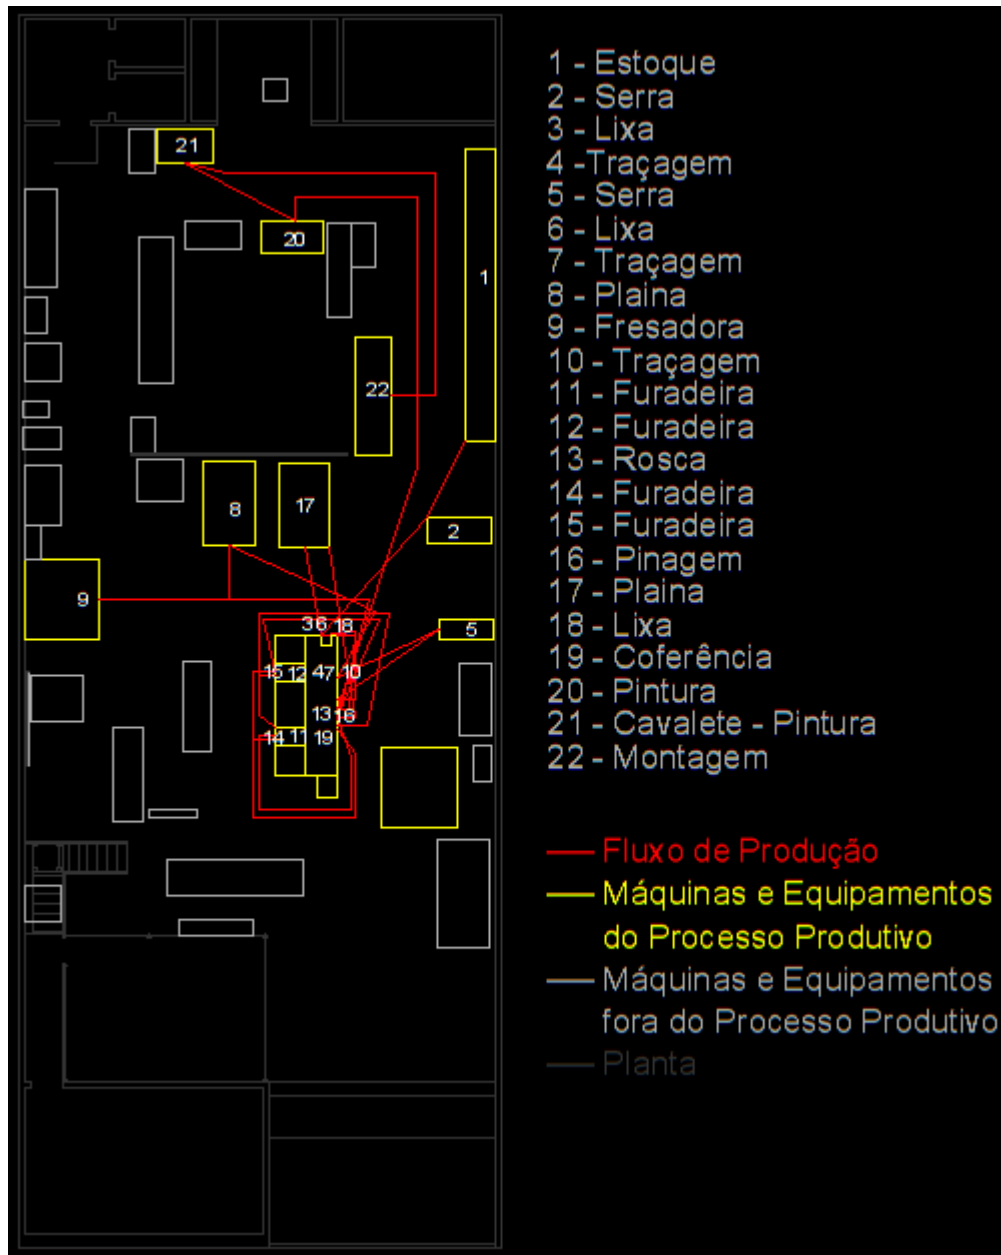 21
20
1
22
8
17
2
9
36 18
5
15 12 47 10
13 16
14 11 19
1 - Estoque
2 - Serra
3 - Lixa
4 -Traçagem
5 - Serra
6 - Lixa
7 - Traçagem
8 - Plaina
9 - Fresadora
10 - Traçagem
11 - Furadeira
12 - Furadeira
13 - Rosca
14 - Furadeira
15 - Furadeira
16 - Pinagem
17 - Plaina
18 - Lixa
19 - Coferência
20 - Pintura
21 - Cavalete - Pintura
22 - Montagem
Fluxo de Produção
Máquinas e Equipamentos
do Processo Produtivo
Máquinas e Equipamentos
fora do Processo Produtivo
Planta